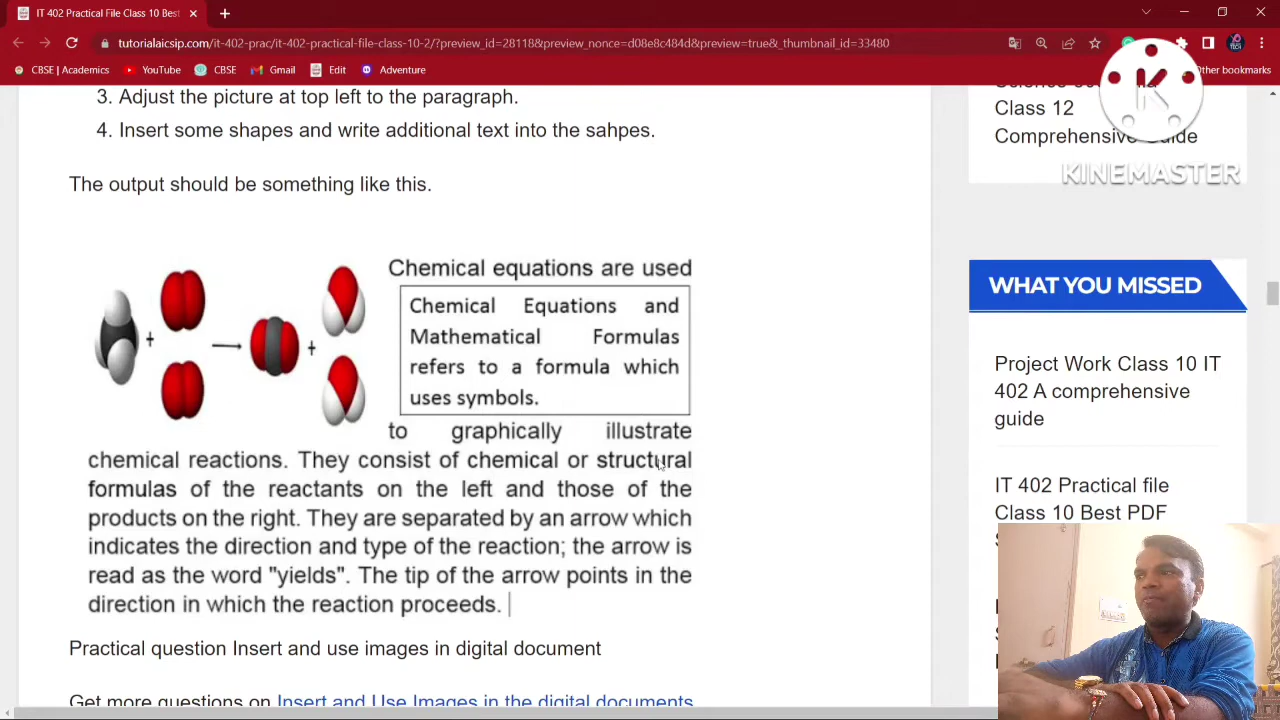 IT 402 Practical File Class 10 Best
tutorialaicsip.com/it-402-prac/it-402-practical-file-class-10-2/?preview_id=28118&preview_nonce=d08e8c484d&preview=true&_thumbnail_id=33480
CBSE | Academics
YouTube
CBSE
Gmail
Edit
Adventure
Other bookmarks
3. Adjust the picture at top left to the paragraph.
4. Insert some shapes and write additional text into the sahpes.
The output should be something like this.
Chemical equations are used
Chemical Equations and
Mathematical Formulas
refers to a formula which
uses symbols.
to graphically illustrate
chemical reactions. They consist of chemical or structural
formulas of the reactants on the left and those of the
products on the right. They are separated by an arrow which
indicates the direction and type of the reaction; the arrow is
read as the word "yields". The tip of the arrow points in the
direction in which the reaction proceeds.
Practical question Insert and use images in digital document
Get more questions on Insert and Use Images in the digital documents
Class 12
Comprehensive Guide
KINEMASTER
WHAT YOU MISSED
Project Work Class 10 IT
402 A comprehensive
guide
IT 402 Practical file
Class 10 Best PDF